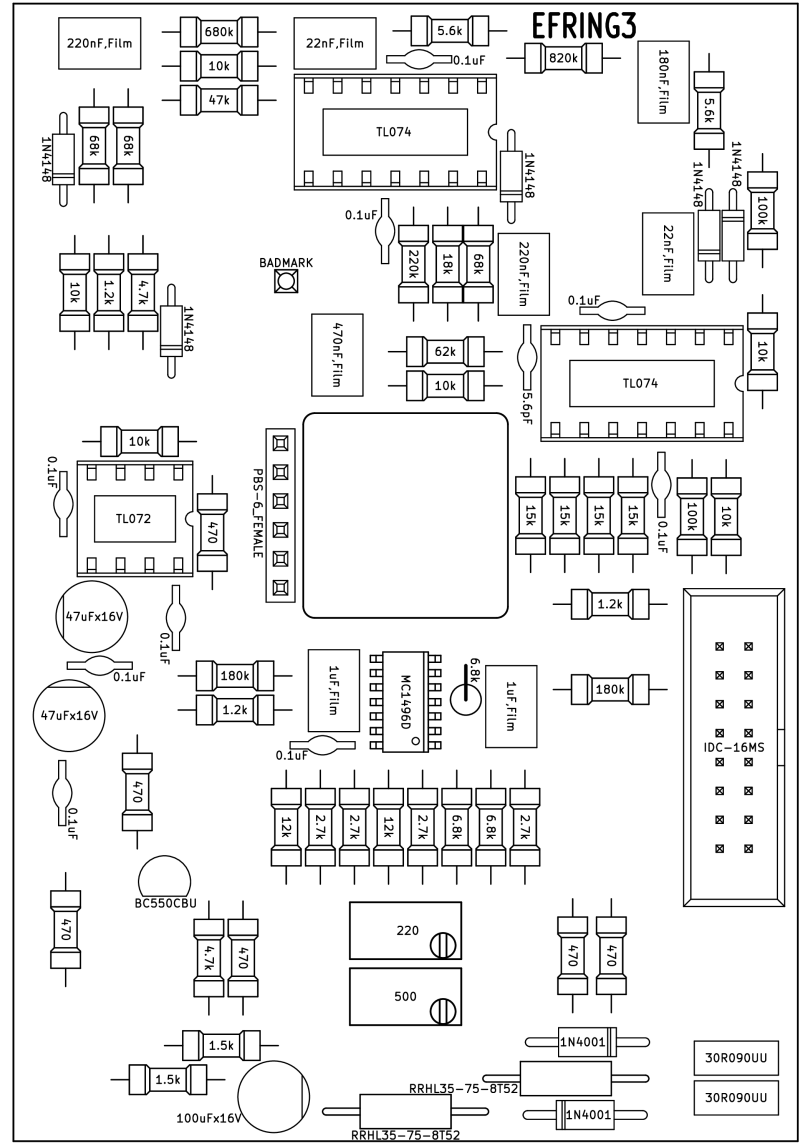 EFRING3
220nF,Film
680k
22nF,Film
5.6k
0.1uF
820k
180nF,Film
10k
47k
5.6k
TL074
1N4148
68k
68k
1N4148
1N4148
1N4148
100k
0.1uF
220k
18k
68k
220nF,Film
22nF,Film
BADMARK
10k
1.2k
4.7k
1N4148
0.1uF
470nF,Film
62k
10k
5.6pF
TL074
10k
10k
0.1uF
TL072
470
PBS-6_FEMALE
15k
15k
15k
15k
0.1uF
100k
10k
47uFx16V
0.1uF
1.2k
0.1uF
180k
1uF,Film
MC1496D
6.8k
1uF,Film
180k
47uFx16V
1.2k
0.1uF
IDC-16MS
0.1uF
470
12k
2.7k
2.7k
12k
2.7k
6.8k
6.8k
2.7k
BC550CBU
470
4.7k
470
220
470
470
500
1.5k
1N4001
30R090UU
1.5k
RRHL35-75-8T52
30R090UU
100uFx16V
1N4001
RRHL35-75-8T52